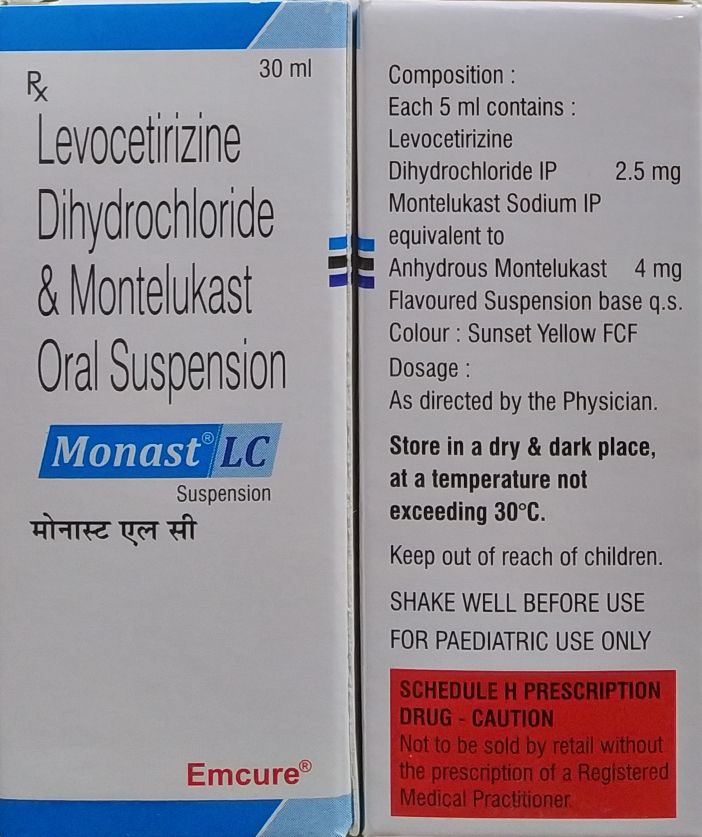 30 ml
Rx
Levocetirizine
Dihydrochloride
& Montelukast
Oral Suspension
Monast® LC
Suspension
मोनास्ट एल सी
Emcure®
Composition :
Each 5 ml contains :
Levocetirizine
Dihydrochloride IP 2.5 mg
Montelukast Sodium IP
equivalent to
Anhydrous Montelukast 4 mg
Flavoured Suspension base q.s.
Colour : Sunset Yellow FCF
Dosage :
As directed by the Physician.
Store in a dry & dark place,
at a temperature not
exceeding 30°C.
Keep out of reach of children.
SHAKE WELL BEFORE USE
FOR PAEDIATRIC USE ONLY
SCHEDULE H PRESCRIPTION
DRUG - CAUTION
Not to be sold by retail without
the prescription of a Registered
Medical Practitioner.